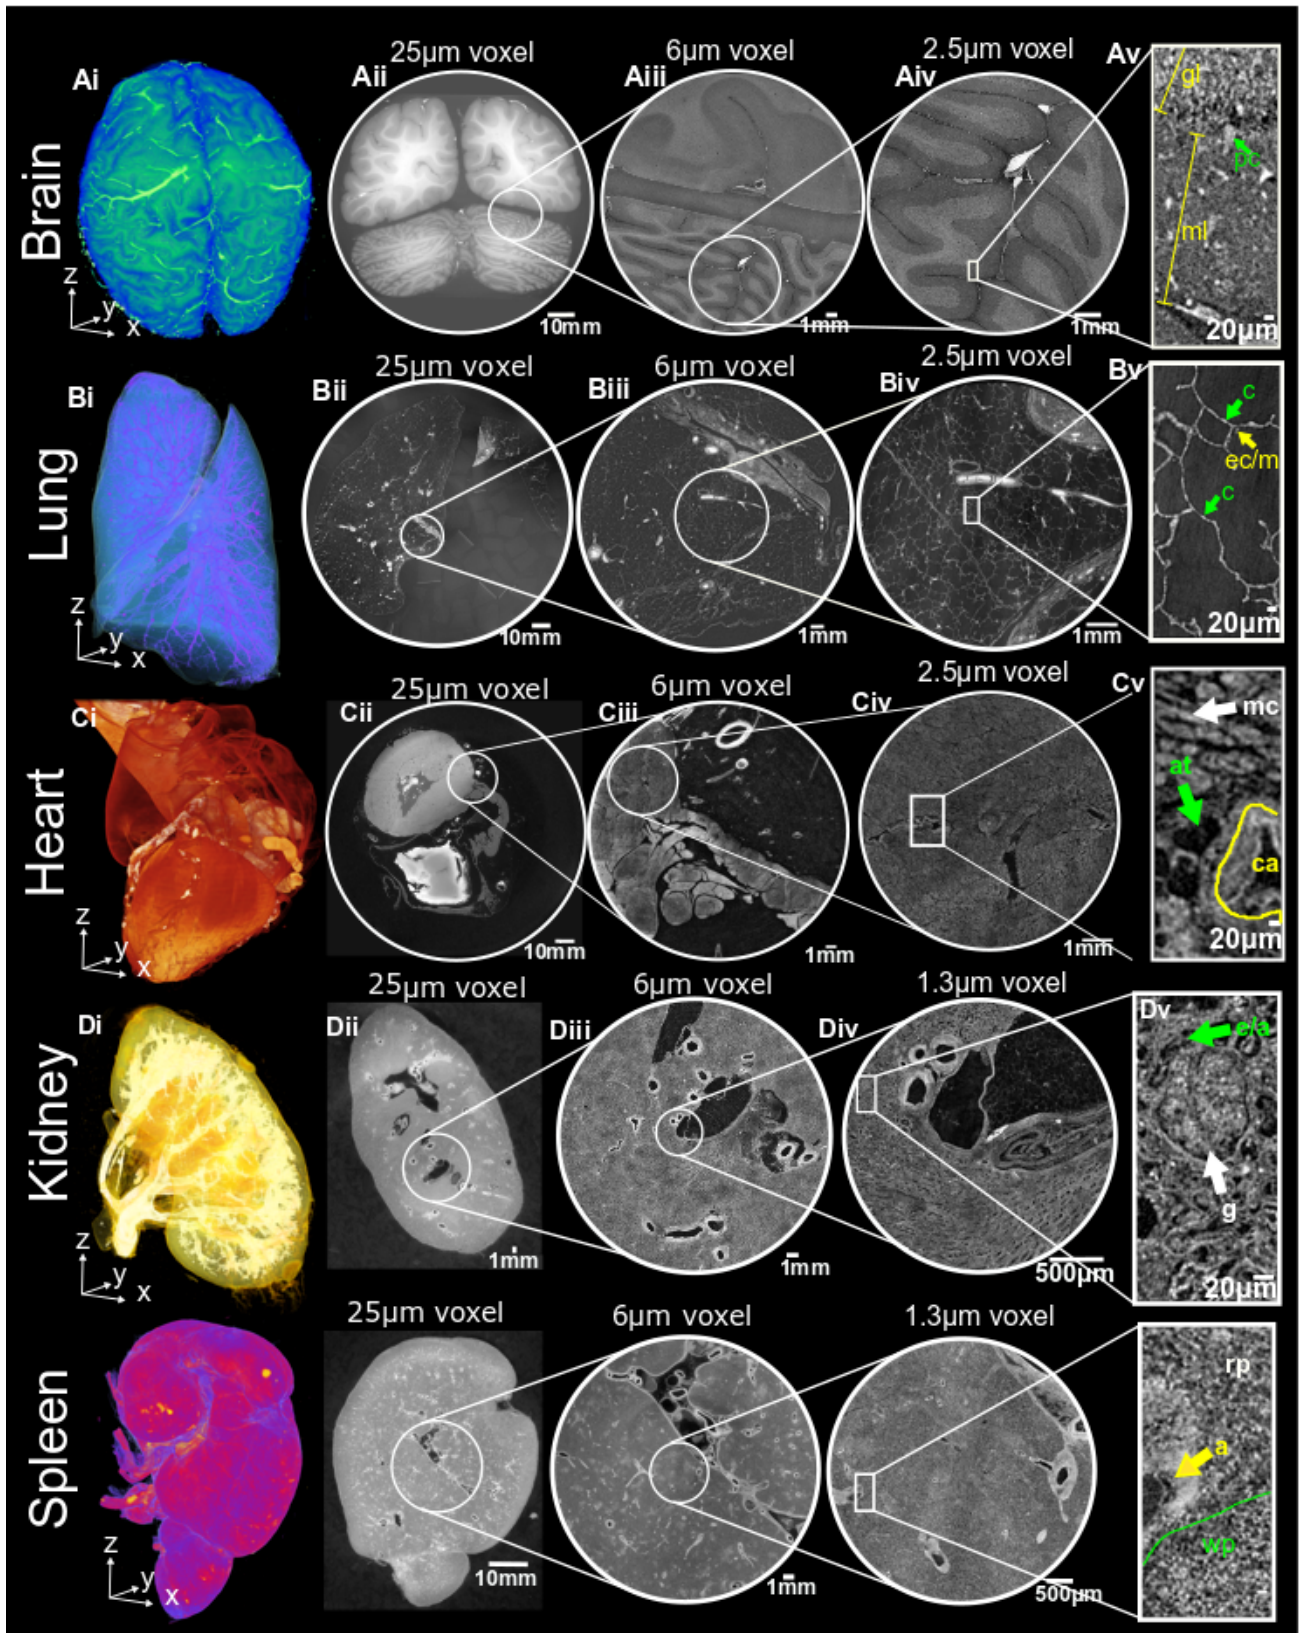 Brain
Ai
z
y
x
25µm voxel
Aii
10mm
6µm voxel
Aiii
1mm
2.5µm voxel
Aiv
1mm
Av
gl
pc
ml
20µm
Lung
Bi
z
y
x
25µm voxel
Bii
10mm
6µm voxel
Biii
1mm
2.5µm voxel
Biv
1mm
Bv
c
ec/m
c
20µm
Heart
Ci
z
y
x
25µm voxel
Cii
10mm
6µm voxel
Ciii
1mm
2.5µm voxel
Civ
1mm
Cv
mc
at
ca
20µm
Kidney
Di
z
y
x
25µm voxel
Dii
1mm
6µm voxel
Diii
1mm
1.3µm voxel
Div
500µm
Dv
e/a
g
20µm
Spleen
z
y
x
25µm voxel
10mm
6µm voxel
1mm
1.3µm voxel
500µm
rp
a
wp